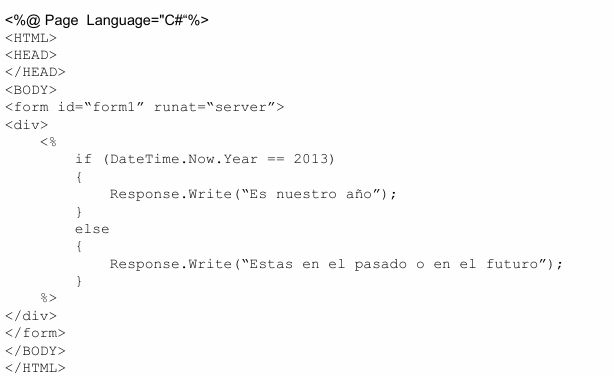 <%@ Page  Language="C#“%>
<HTML>
<HEAD>
</HEAD>
<BODY>
<form id=“form1” runat=“server”>
<div>
    <%
        if (DateTime.Now.Year == 2013)
        {
            Response.Write(“Es nuestro año”);
        }
        else
        {
            Response.Write(“Estas en el pasado o en el futuro”);
        }
    %>
</div>
</form>
</BODY>
</HTML>